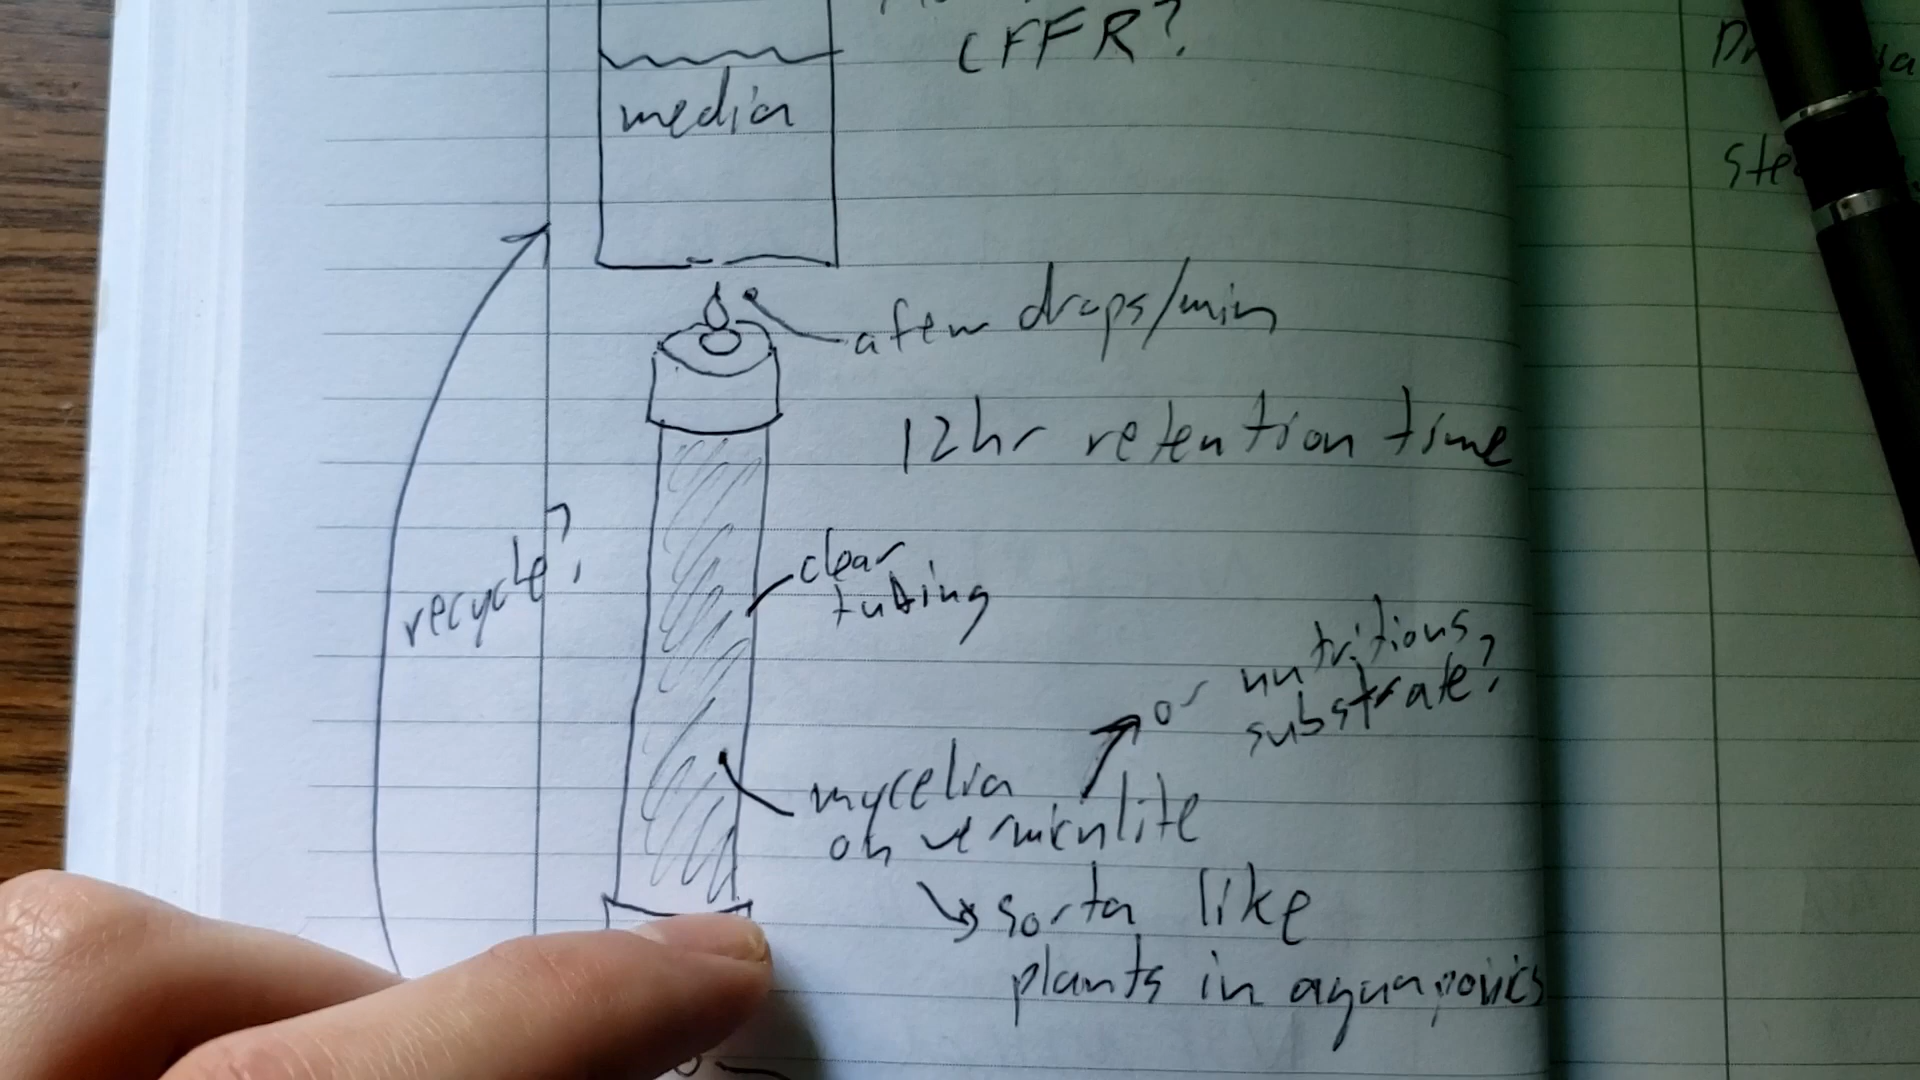 CFFR?
media
a few drops/min
12hr retention time
recycle?
clear
tubing
or nutritious
substrate?
mycelia
on vermiculite
sorta like
plants in aquaponics